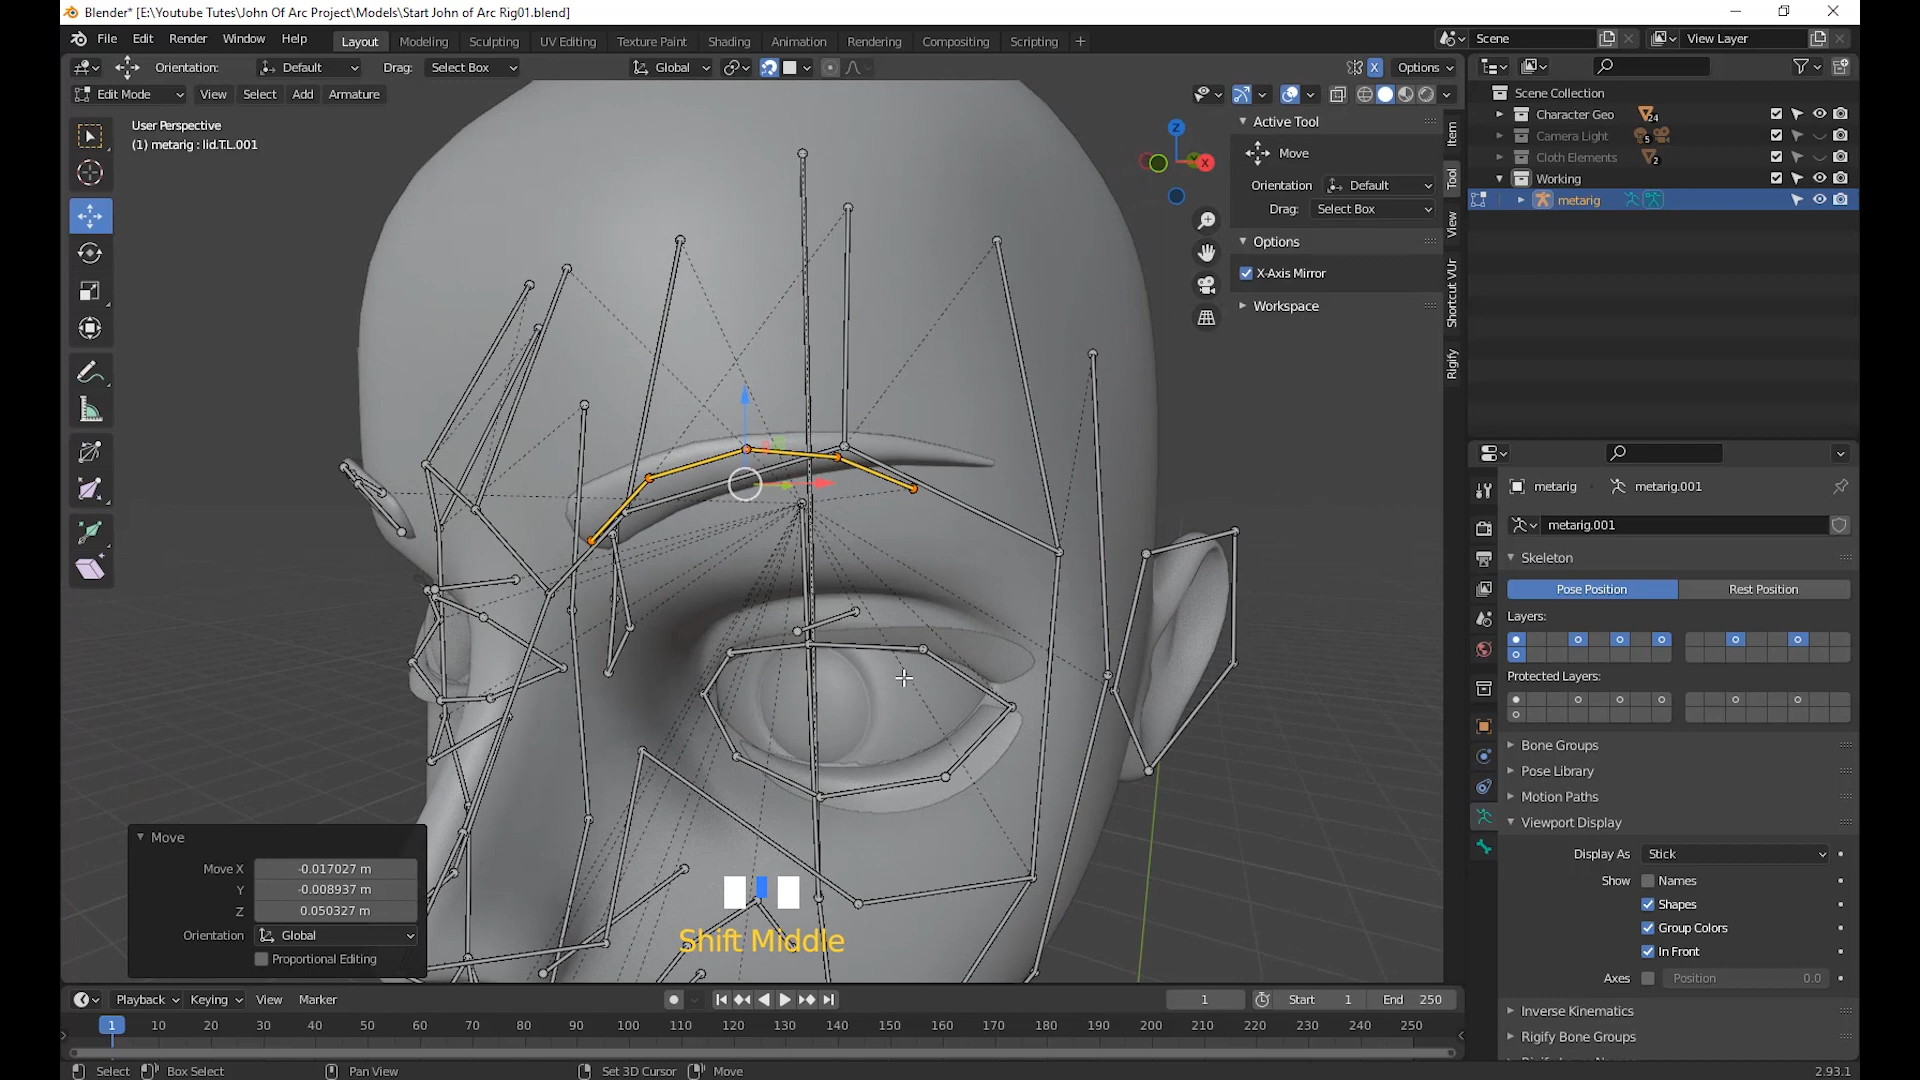 Blender* [E:\Youtube Tutes\John Of Arc Project\Models\Start John of Arc Rig01.blend]
File Edit Render Window Help Layout Modeling Sculpting UV Editing Texture Paint Shading Animation Rendering Compositing Scripting + Scene View Layer
Orientation: Default Drag: Select Box Global Options
Edit Mode View Select Add Armature
User Perspective
(1) metarig : lid.T.L.001
Active Tool
Move
Orientation Default
Drag: Select Box
Options
X-Axis Mirror
Workspace
Item
Tool
View
Shortcut VUr
Rigify
Z
X
Scene Collection
Character Geo 24
Camera Light 5
Cloth Elements 2
Working
metarig
metarig metarig.001
metarig.001
Skeleton
Pose Position Rest Position
Layers:
Protected Layers:
Bone Groups
Pose Library
Motion Paths
Viewport Display
Display As Stick
Show Names
Shapes
Group Colors
In Front
Axes Position 0.0
Inverse Kinematics
Rigify Bone Groups
Move
Move X -0.017027 m
Y -0.008937 m
Z 0.050327 m
Orientation Global
Proportional Editing
Shift Middle
Playback Keying View Marker 1 Start 1 End 250
1 10 20 30 40 50 60 70 80 90 100 110 120 130 140 150 160 170 180 190 200 210 220 230 240 250
Select Box Select Pan View Set 3D Cursor Move 2.93.1